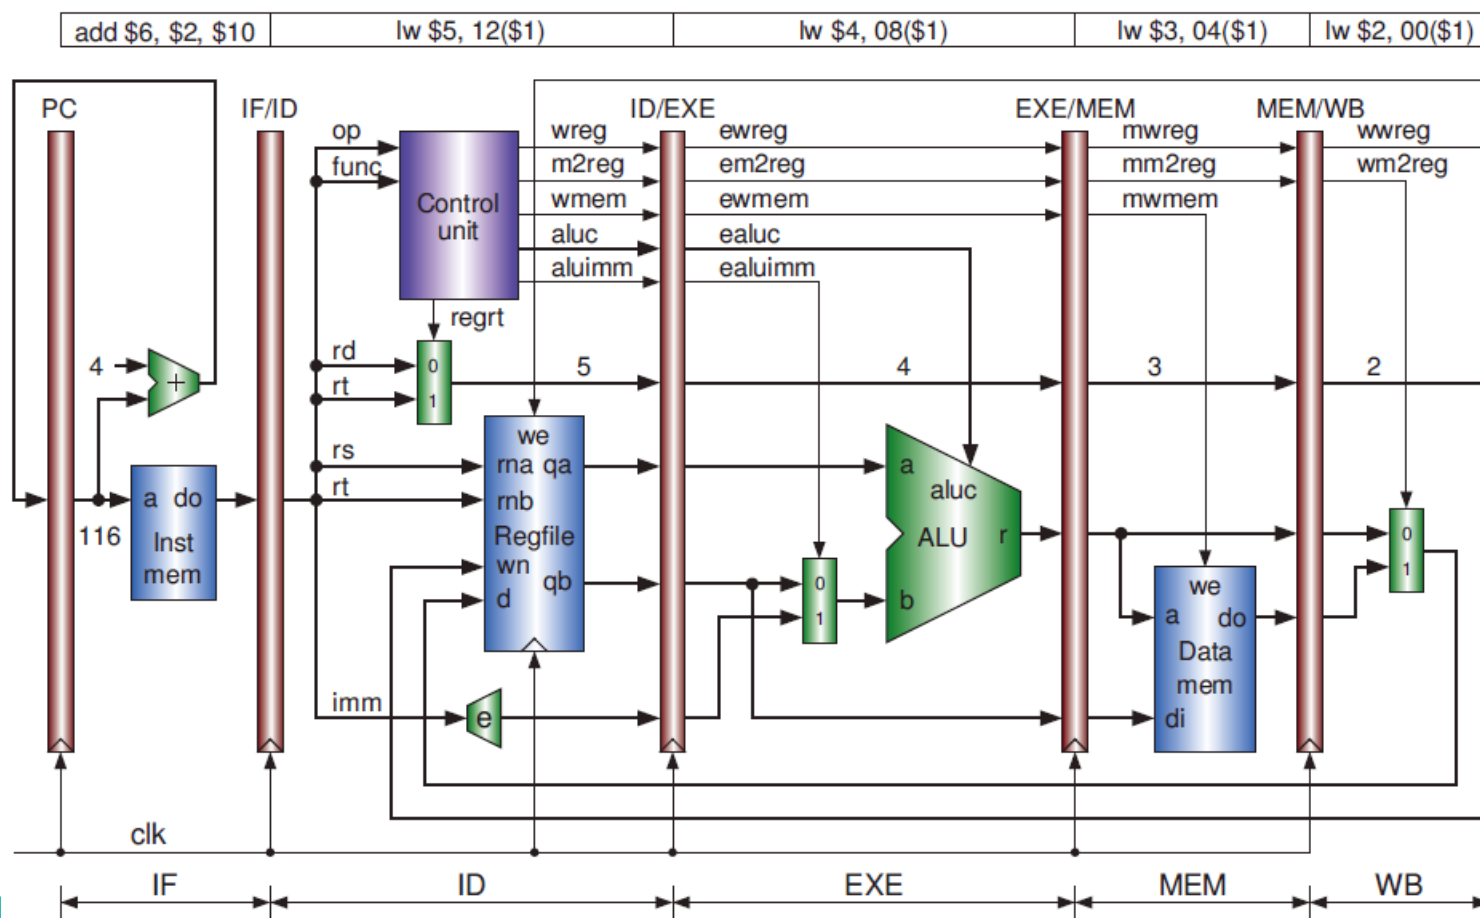 add $6, $2, $10 lw $5, 12($1) lw $4, 08($1) lw $3, 04($1) lw $2, 00($1)
PC IF/ID ID/EXE EXE/MEM MEM/WB
op wreg ewreg mwreg wwreg
func m2reg em2reg mm2reg wm2reg
Control
unit
wmem ewmem mwmem
aluc ealuc
aluimm ealuimm
regrt
4 + rd 0 5 4 3 2
rt 1
we
rs rna qa a
aluc
a do rt rnb
116 Inst
mem
Regfile ALU r 0
wn qb 0 1
d 1 b
we
a do
Data
mem
imm e di
clk
IF ID EXE MEM WB